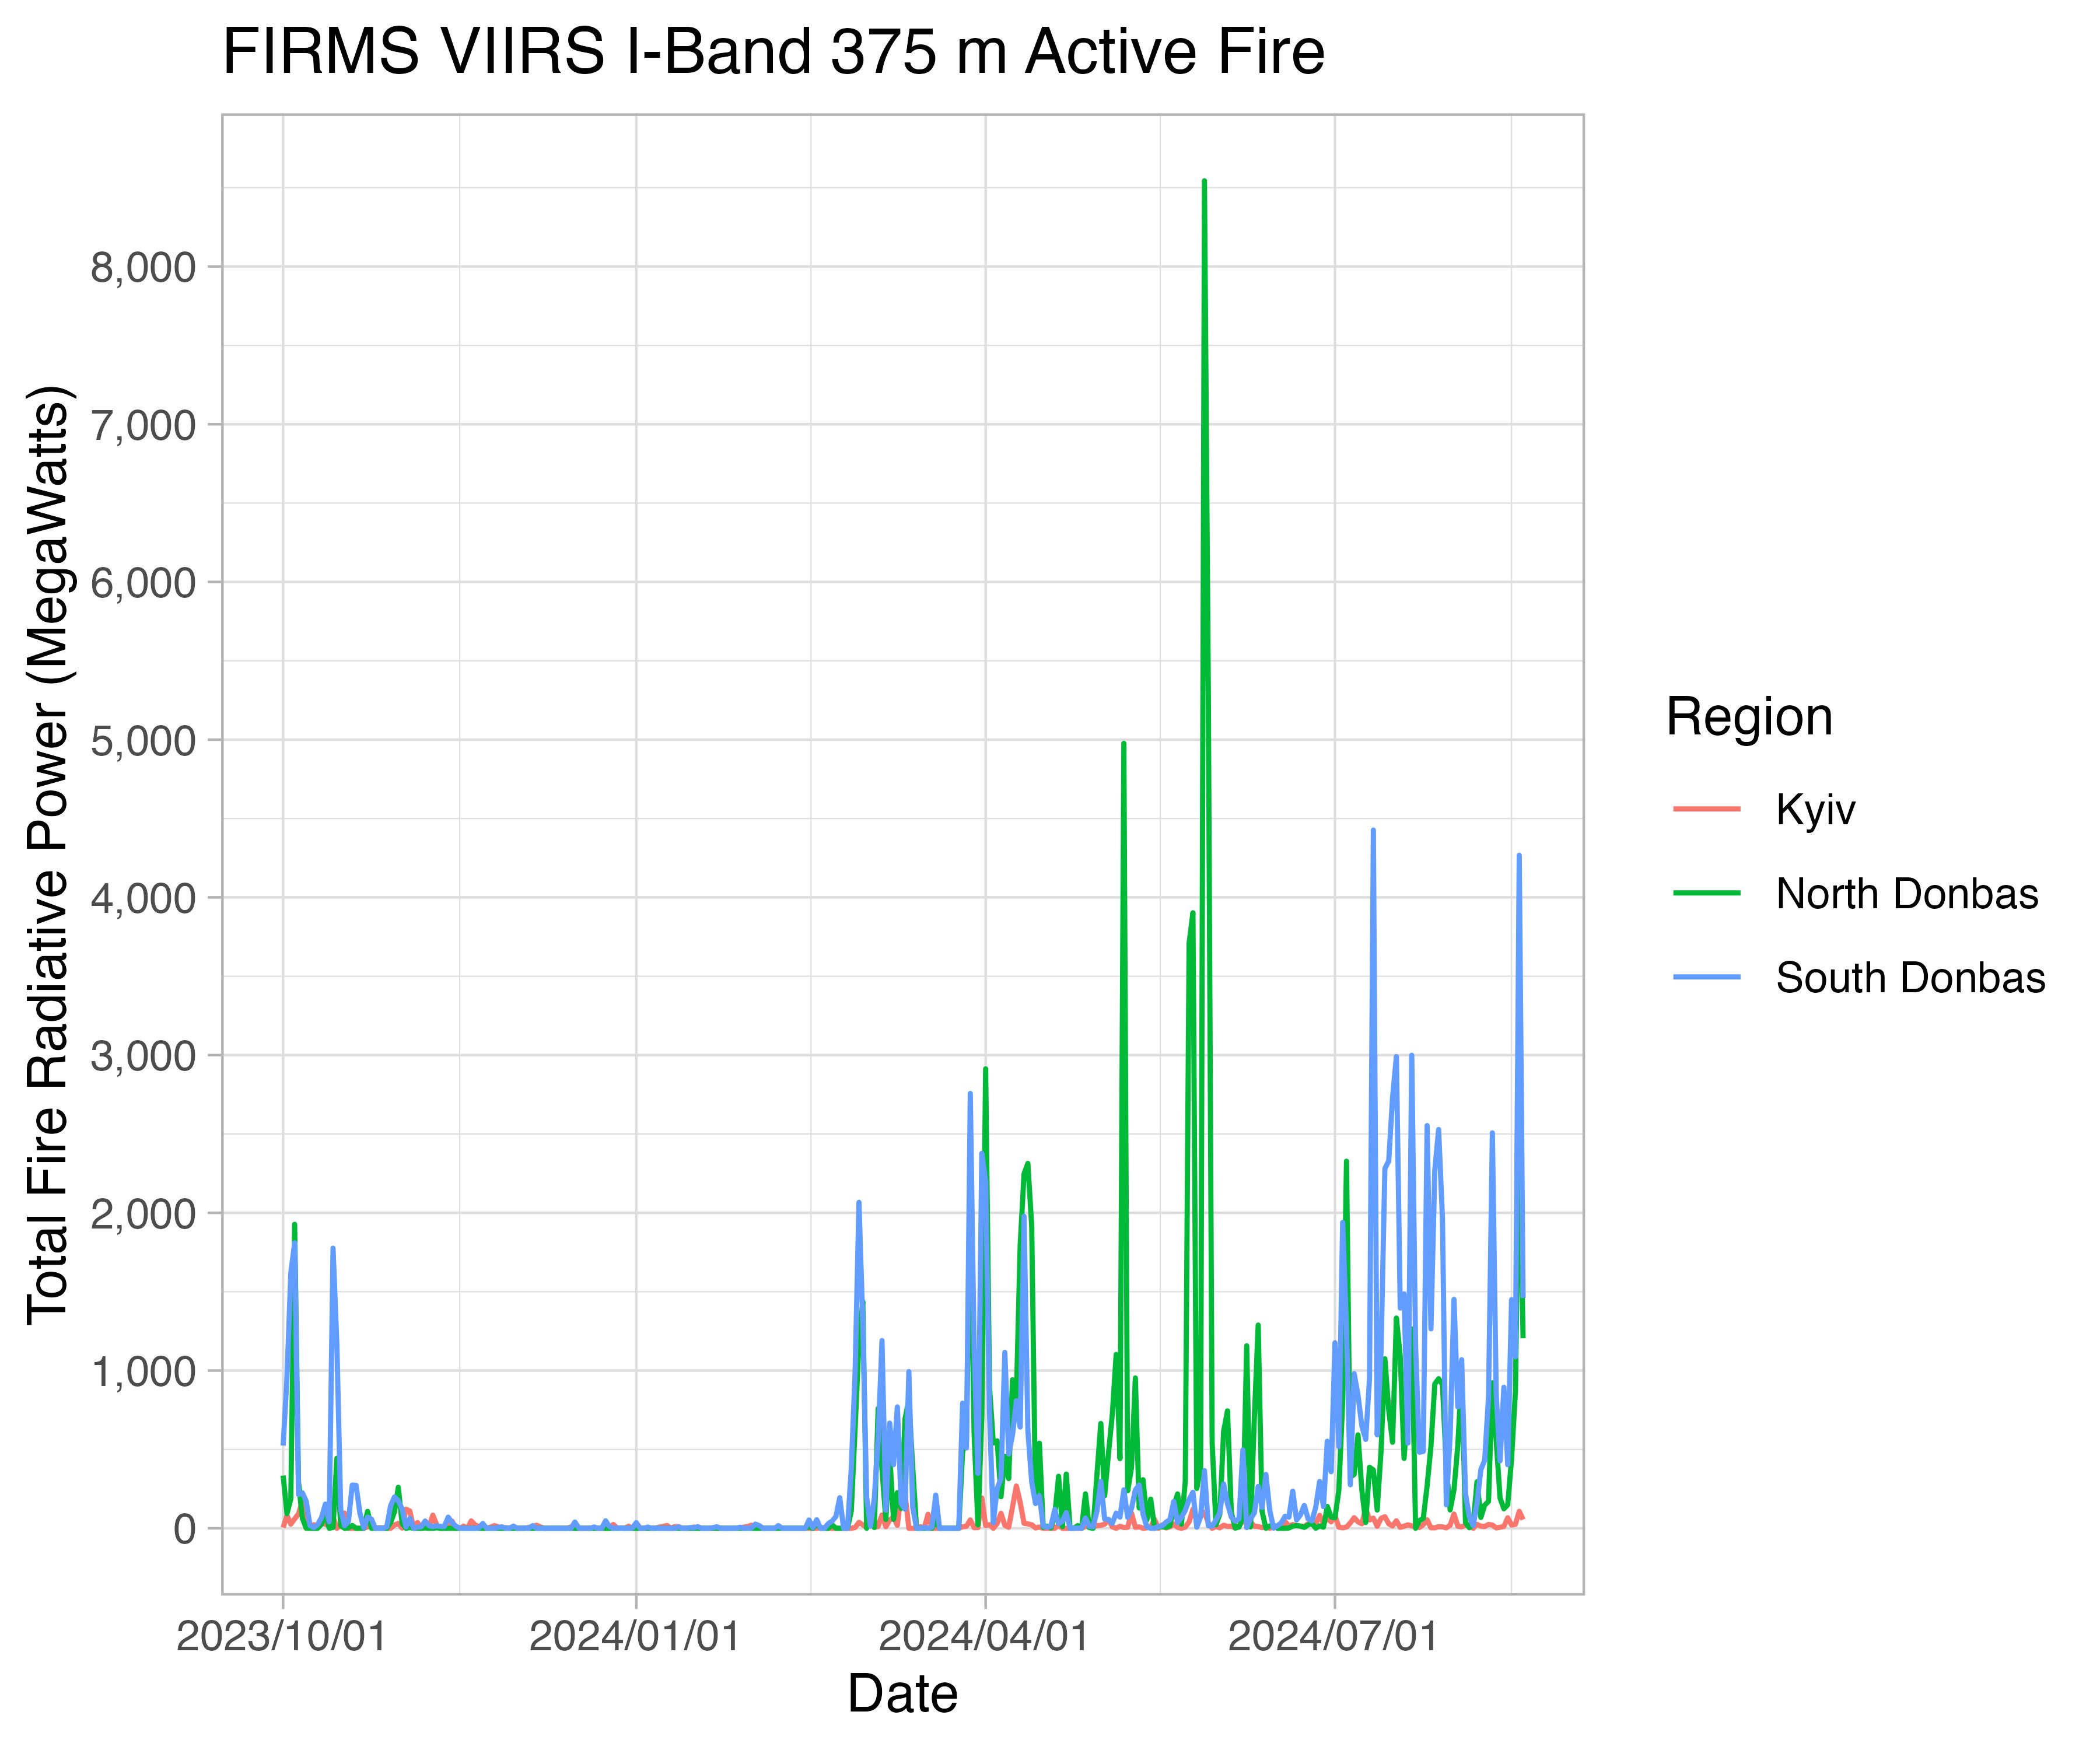 FIRMS VIIRS I-Band 375 m Active Fire
Total Fire Radiative Power (MegaWatts)
8,000
7,000
6,000
5,000
4,000
3,000
2,000
1,000
0
2023/10/01 2024/01/01 2024/04/01 2024/07/01
Date
Region
Kyiv
North Donbas
South Donbas